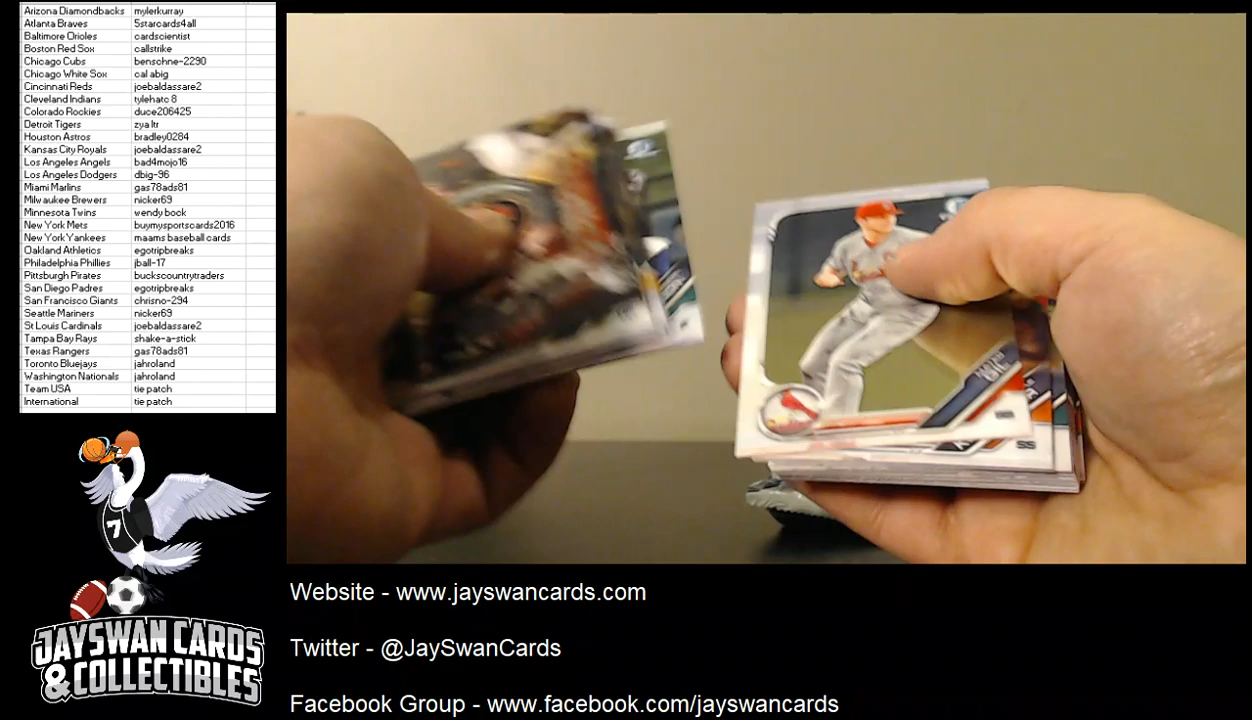 Arizona Diamondbacks mylerkurray
Atlanta Braves 5starcards4all
Baltimore Orioles cardscientist
Boston Red Sox callstrike
Chicago Cubs benschne-2290
Chicago White Sox cal abig
Cincinnati Reds joebaldassare2
Cleveland Indians tylehatc 8
Colorado Rockies duce206425
Detroit Tigers zya ltr
Houston Astros bradley0284
Kansas City Royals joebaldassare2
Los Angeles Angels bad4mojo16
Los Angeles Dodgers dbig-96
Miami Marlins gas78ads81
Milwaukee Brewers nicker69
Minnesota Twins wendy bock
New York Mets buymysportscards2016
New York Yankees maams baseball cards
Oakland Athletics egotripbreaks
Philadelphia Phillies jball-17
Pittsburgh Pirates buckscountrytraders
San Diego Padres egotripbreaks
San Francisco Giants chrisno-294
Seattle Mariners nicker69
St Louis Cardinals joebaldassare2
Tampa Bay Rays shake-a-stick
Texas Rangers gas78ads81
Toronto Bluejays jahroland
Washington Nationals jahroland
Team USA tie patch
International tie patch
SS
7
JAYSWAN CARDS
& COLLECTIBLES
Website - www.jayswancards.com
Twitter - @JaySwanCards
Facebook Group - www.facebook.com/jayswancards